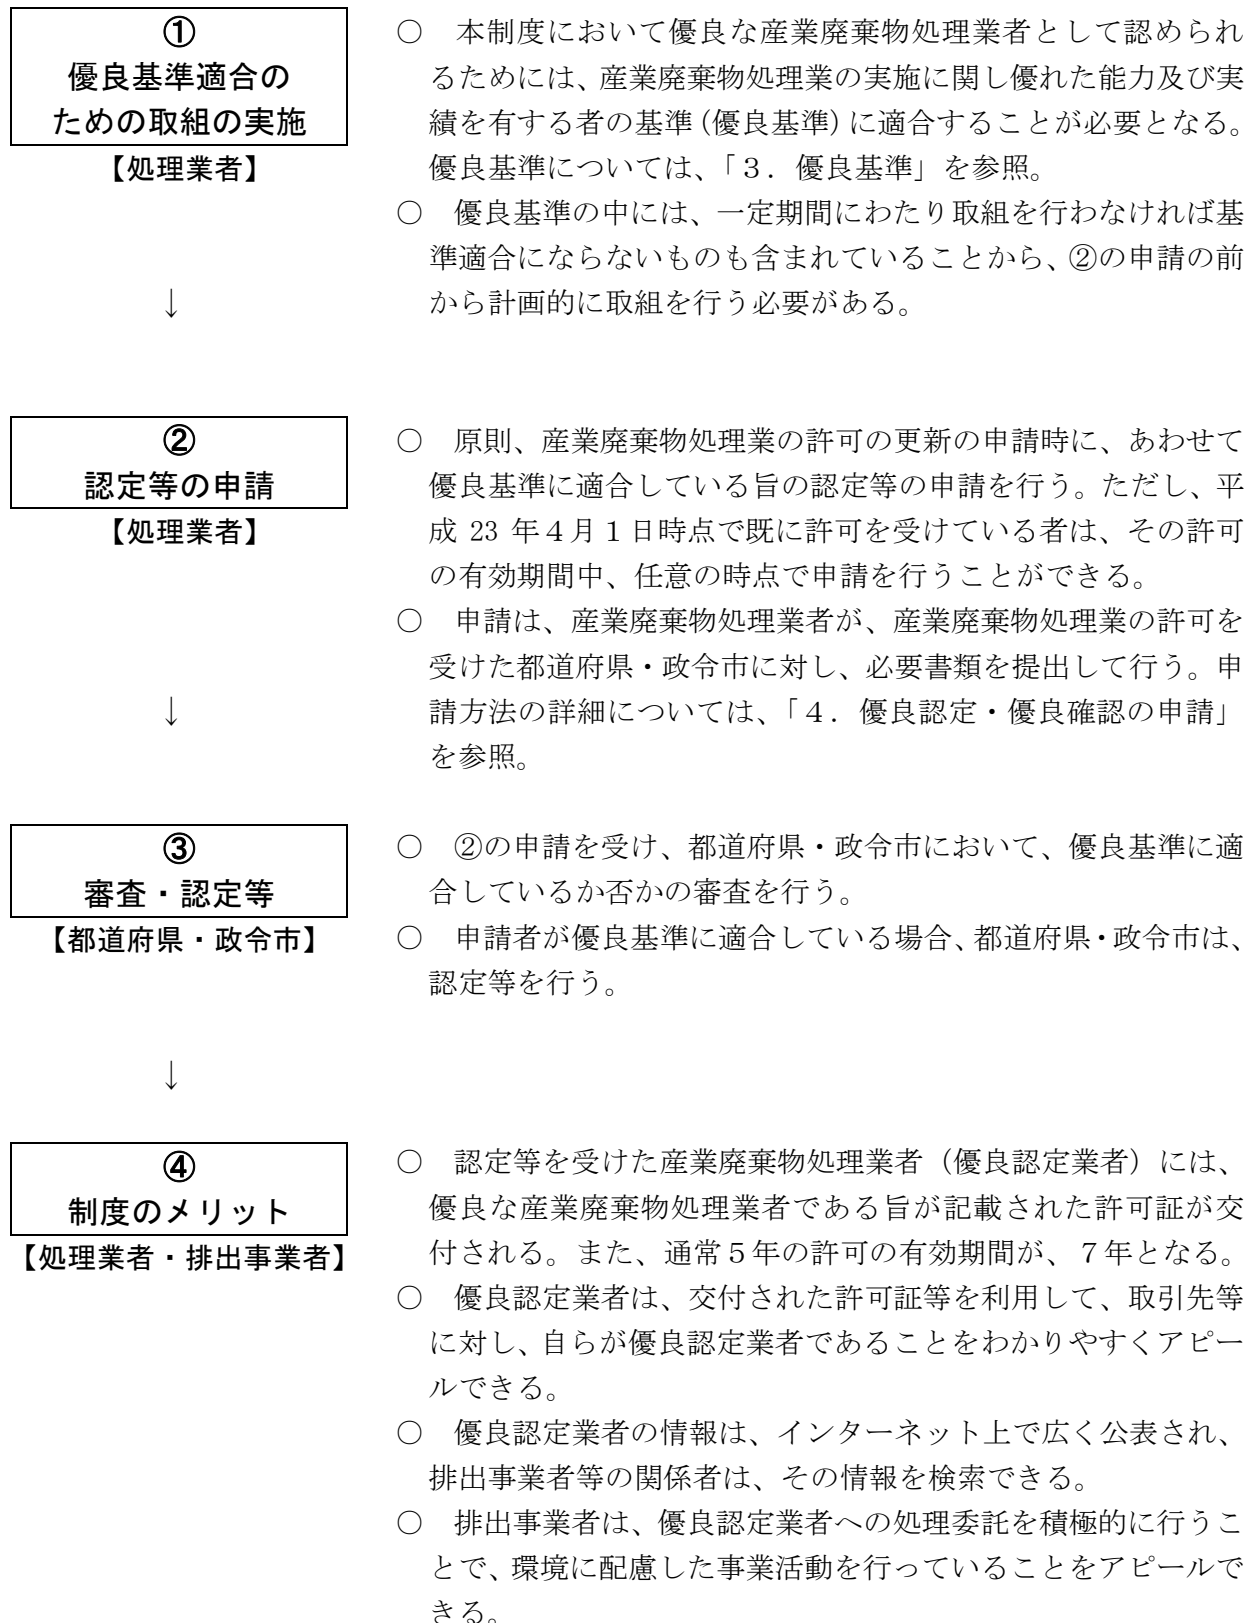 ①
優良基準適合の
ための取組の実施
【処理業者】
↓
○　本制度において優良な産業廃棄物処理業者として認められ
るためには、産業廃棄物処理業の実施に関し優れた能力及び実
績を有する者の基準（優良基準）に適合することが必要となる。
優良基準については、「３．優良基準」を参照。
○　優良基準の中には、一定期間にわたり取組を行わなければ基
準適合にならないものも含まれていることから、②の申請の前
から計画的に取組を行う必要がある。
②
認定等の申請
【処理業者】
↓
○　原則、産業廃棄物処理業の許可の更新の申請時に、あわせて
優良基準に適合している旨の認定等の申請を行う。ただし、平
成 23 年４月１日時点で既に許可を受けている者は、その許可
の有効期間中、任意の時点で申請を行うことができる。
○　申請は、産業廃棄物処理業者が、産業廃棄物処理業の許可を
受けた都道府県・政令市に対し、必要書類を提出して行う。申
請方法の詳細については、「４．優良認定・優良確認の申請」
を参照。
③
審査・認定等
【都道府県・政令市】
↓
○　②の申請を受け、都道府県・政令市において、優良基準に適
合しているか否かの審査を行う。
○　申請者が優良基準に適合している場合、都道府県・政令市は、
認定等を行う。
④
制度のメリット
【処理業者・排出事業者】
○　認定等を受けた産業廃棄物処理業者（優良認定業者）には、
優良な産業廃棄物処理業者である旨が記載された許可証が交
付される。また、通常５年の許可の有効期間が、７年となる。
○　優良認定業者は、交付された許可証等を利用して、取引先等
に対し、自らが優良認定業者であることをわかりやすくアピー
ルできる。
○　優良認定業者の情報は、インターネット上で広く公表され、
排出事業者等の関係者は、その情報を検索できる。
○　排出事業者は、優良認定業者への処理委託を積極的に行うこ
とで、環境に配慮した事業活動を行っていることをアピールで
きる。